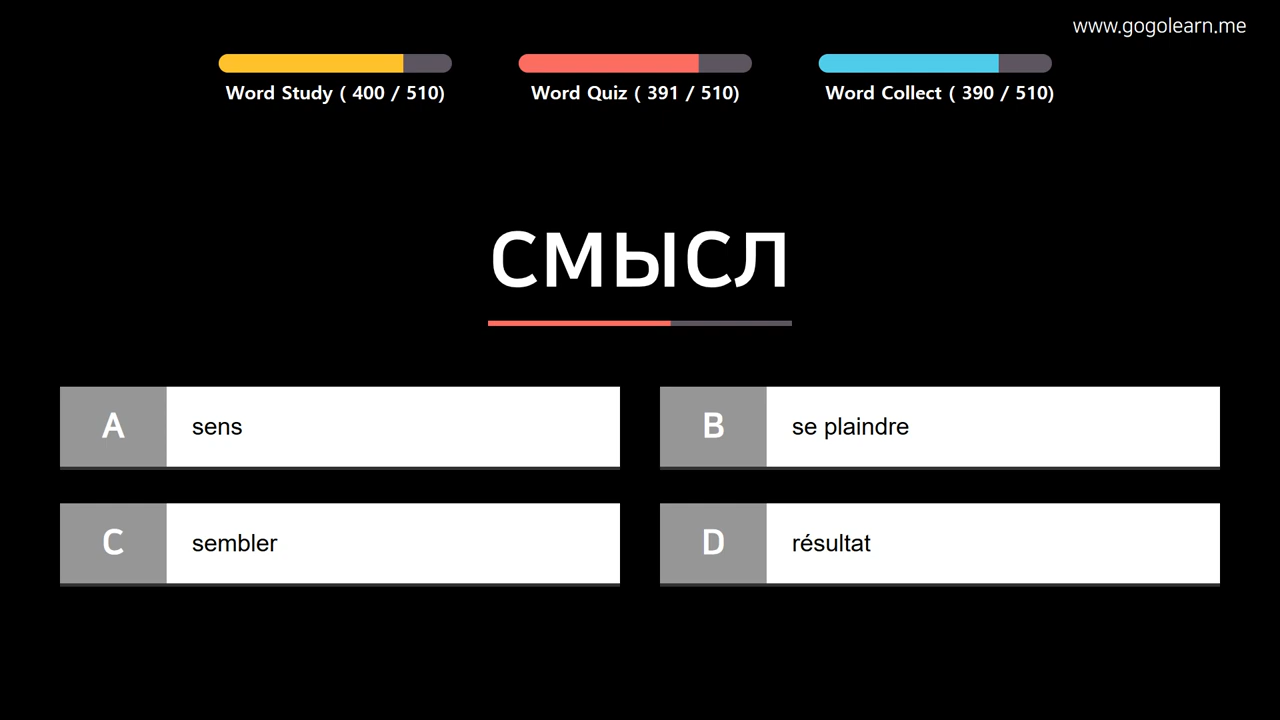 www.gogolearn.me
Word Study ( 400 / 510)
Word Quiz ( 391 / 510)
Word Collect ( 390 / 510)
смысл
A
sens
B
se plaindre
C
sembler
D
résultat